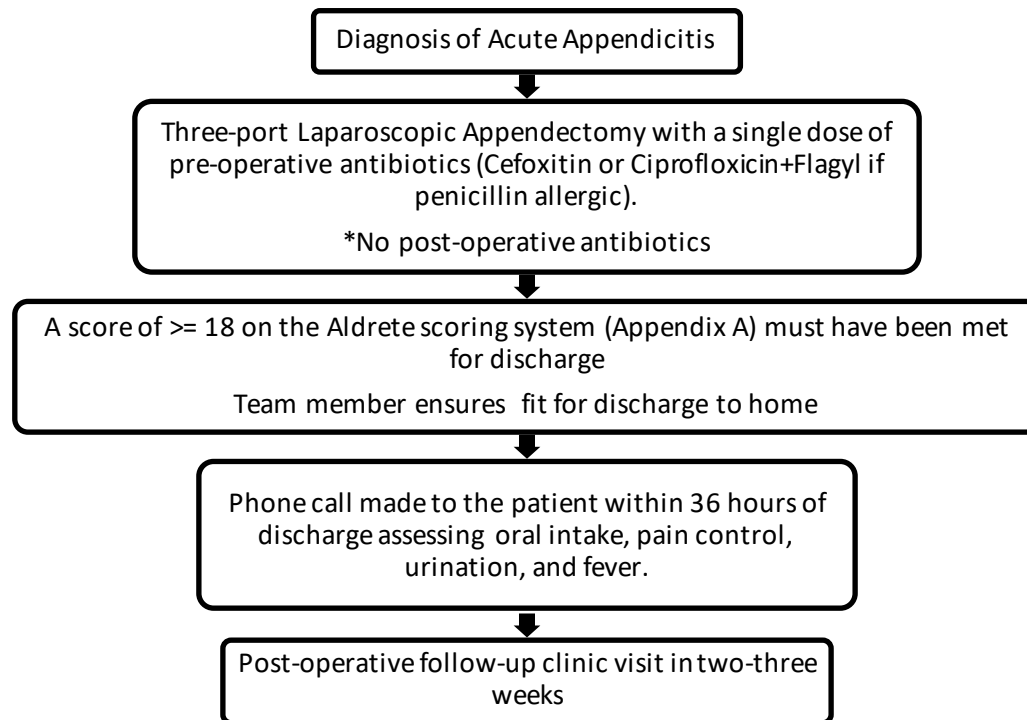 Diagnosis of Acute Appendicitis
Three-port Laparoscopic Appendectomy with a single dose of
pre-operative antibiotics (Cefoxitin or Ciprofloxicin+Flagyl if
penicillin allergic).
*No post-operative antibiotics
A score of >= 18 on the Aldrete scoring system (Appendix A) must have been met
for discharge
Team member ensures fit for discharge to home
Phone call made to the patient within 36 hours of
discharge assessing oral intake, pain control,
urination, and fever.
Post-operative follow-up clinic visit in two-three
weeks